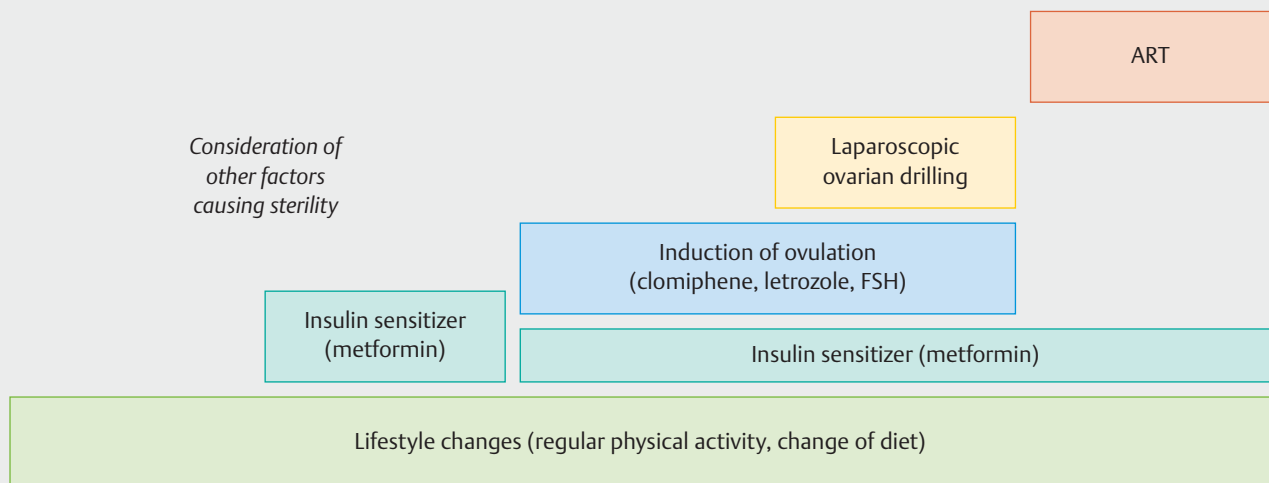 ART
Laparoscopic
ovarian drilling
Consideration of
other factors
causing sterility
Induction of ovulation
(clomiphene, letrozole, FSH)
Insulin sensitizer
(metformin)
Insulin sensitizer (metformin)
Lifestyle changes (regular physical activity, change of diet)